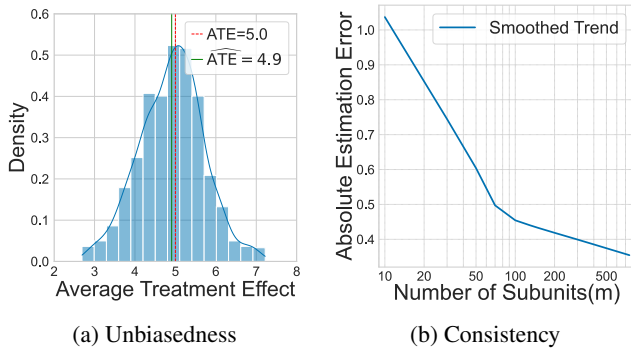 0.6
0.5
0.4
0.3
0.2
0.1
0.0
Density
ATE=5.0
\widehat{ATE} = 4.9
2 3 4 5 6 7 8
Average Treatment Effect
(a) Unbiasedness
1.0
0.9
0.8
0.7
0.6
0.5
0.4
Absolute Estimation Error
Smoothed Trend
10 20 50 100 200 500
Number of Subunits(m)
(b) Consistency